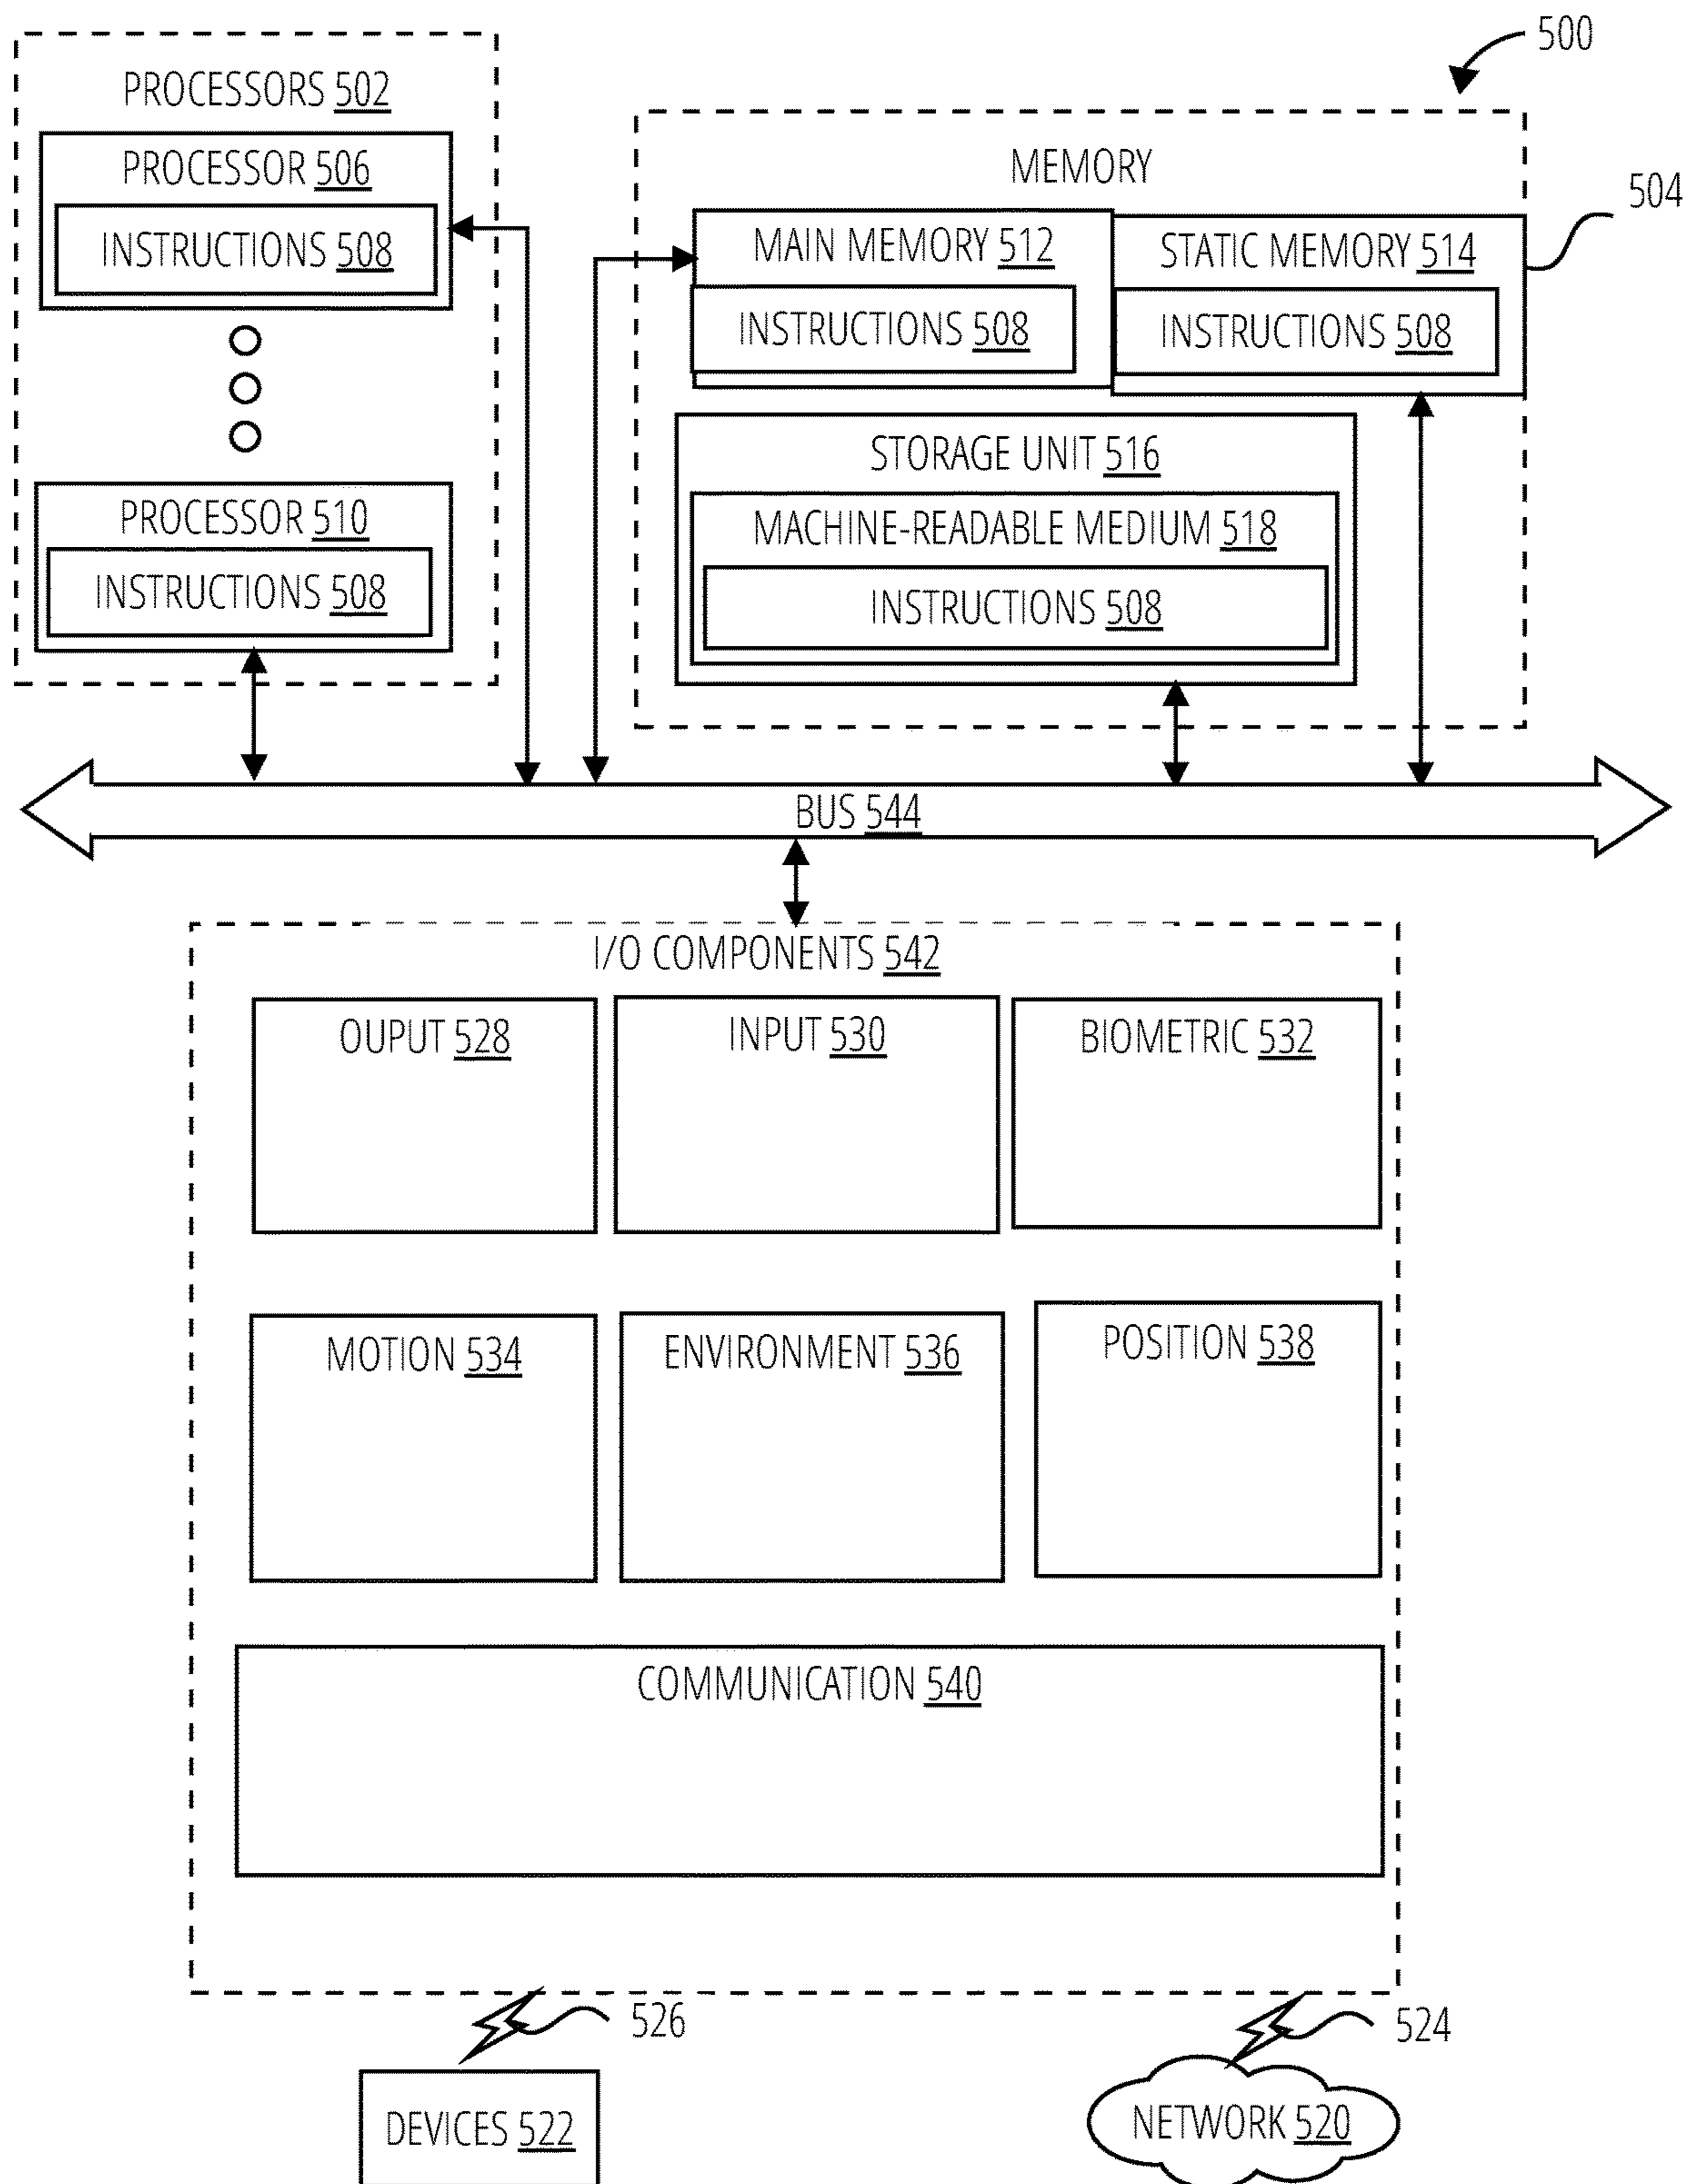 500
PROCESSORS 502
PROCESSOR 506
INSTRUCTIONS 508
PROCESSOR 510
INSTRUCTIONS 508
MEMORY
504
MAIN MEMORY 512
INSTRUCTIONS 508
STATIC MEMORY 514
INSTRUCTIONS 508
STORAGE UNIT 516
MACHINE-READABLE MEDIUM 518
INSTRUCTIONS 508
BUS 544
I/O COMPONENTS 542
OUPUT 528
INPUT 530
BIOMETRIC 532
MOTION 534
ENVIRONMENT 536
POSITION 538
COMMUNICATION 540
526
524
DEVICES 522
NETWORK 520